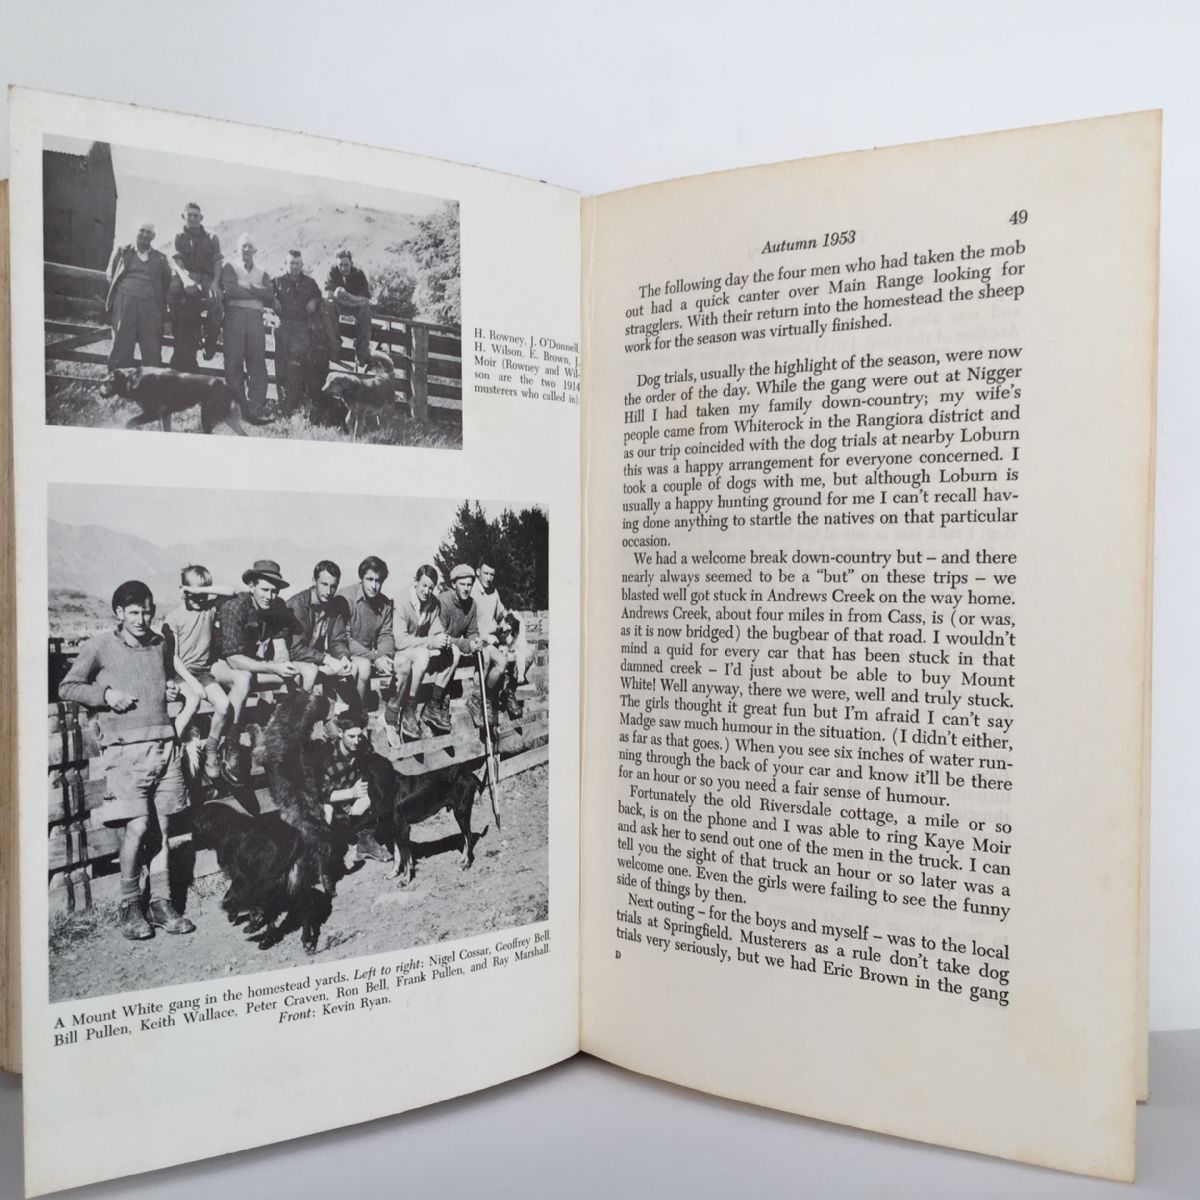 H. Rowney, J. O'Donnell,
H. Wilson, E. Brown, J.
Moir (Rowney and Wil-
son are the two 1914
musterers who called in).
A Mount White gang in the homestead yards. Left to right: Nigel Cossar, Geoffrey Bell,
Bill Pullen, Keith Wallace, Peter Craven, Ron Bell, Frank Pullen, and Ray Marshall.
Front: Kevin Ryan.
Autumn 1953
49
The following day the four men who had taken the mob
out had a quick canter over Main Range looking for
stragglers. With their return into the homestead the sheep
work for the season was virtually finished.
Dog trials, usually the highlight of the season, were now
the order of the day. While the gang were out at Nigger
Hill I had taken my family down-country; my wife's
people came from Whiterock in the Rangiora district and
as our trip coincided with the dog trials at nearby Loburn
this was a happy arrangement for everyone concerned. I
took a couple of dogs with me, but although Loburn is
usually a happy hunting ground for me I can't recall hav-
ing done anything to startle the natives on that particular
occasion.
We had a welcome break down-country but – and there
nearly always seemed to be a "but" on these trips – we
blasted well got stuck in Andrews Creek on the way home.
Andrews Creek, about four miles in from Cass, is (or was,
as it is now bridged) the bugbear of that road. I wouldn't
mind a quid for every car that has been stuck in that
damned creek – I'd just about be able to buy Mount
White! Well anyway, there we were, well and truly stuck.
The girls thought it great fun but I'm afraid I can't say
Madge saw much humour in the situation. (I didn't either,
as far as that goes.) When you see six inches of water run-
ning through the back of your car and know it'll be there
for an hour or so you need a fair sense of humour.
Fortunately the old Riversdale cottage, a mile or so
back, is on the phone and I was able to ring Kaye Moir
and ask her to send out one of the men in the truck. I can
tell you the sight of that truck an hour or so later was a
welcome one. Even the girls were failing to see the funny
side of things by then.
Next outing – for the boys and myself – was to the local
trials at Springfield. Musterers as a rule don't take dog
trials very seriously, but we had Eric Brown in the gang
D